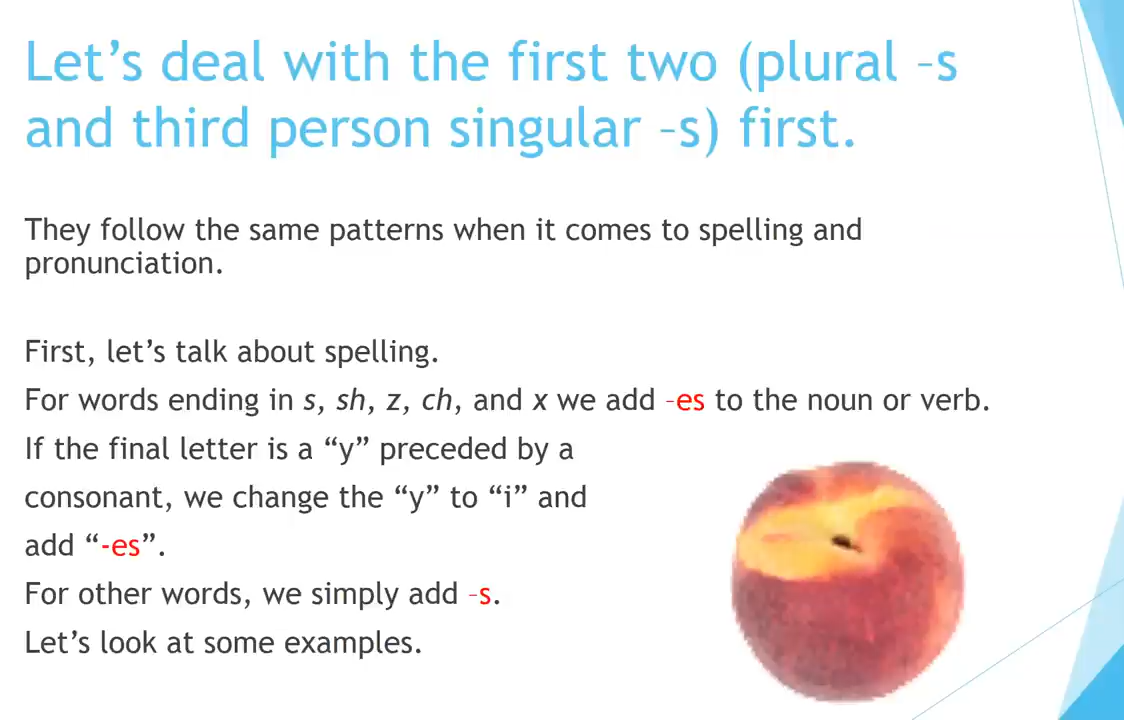 Let’s deal with the first two (plural –s
and third person singular –s) first.
They follow the same patterns when it comes to spelling and
pronunciation.
First, let’s talk about spelling.
For words ending in s, sh, z, ch, and x we add –es to the noun or verb.
If the final letter is a “y” preceded by a
consonant, we change the “y” to “i” and
add “-es”.
For other words, we simply add –s.
Let’s look at some examples.